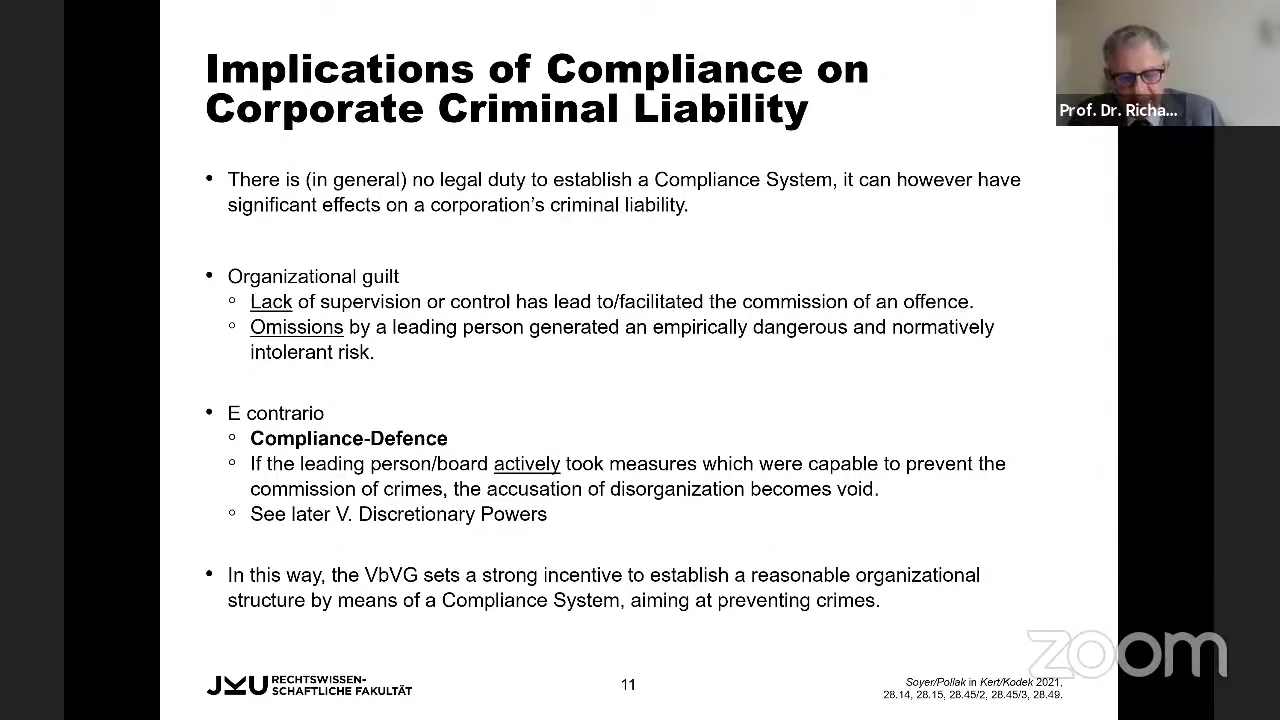 Implications of Compliance on
Corporate Criminal Liability
Prof. Dr. Richa...
• There is (in general) no legal duty to establish a Compliance System, it can however have
significant effects on a corporation's criminal liability.
• Organizational guilt
° Lack of supervision or control has lead to/facilitated the commission of an offence.
° Omissions by a leading person generated an empirically dangerous and normatively
intolerant risk.
• E contrario
° Compliance-Defence
° If the leading person/board actively took measures which were capable to prevent the
commission of crimes, the accusation of disorganization becomes void.
° See later V. Discretionary Powers
• In this way, the VbVG sets a strong incentive to establish a reasonable organizational
structure by means of a Compliance System, aiming at preventing crimes.
zoom
JKU RECHTSWISSEN-
SCHAFTLICHE FAKULTÄT
11
Soyer/Pollak in Kert/Kodek 2021,
28.14, 28.15, 28.45/2, 28.45/3, 28.49.